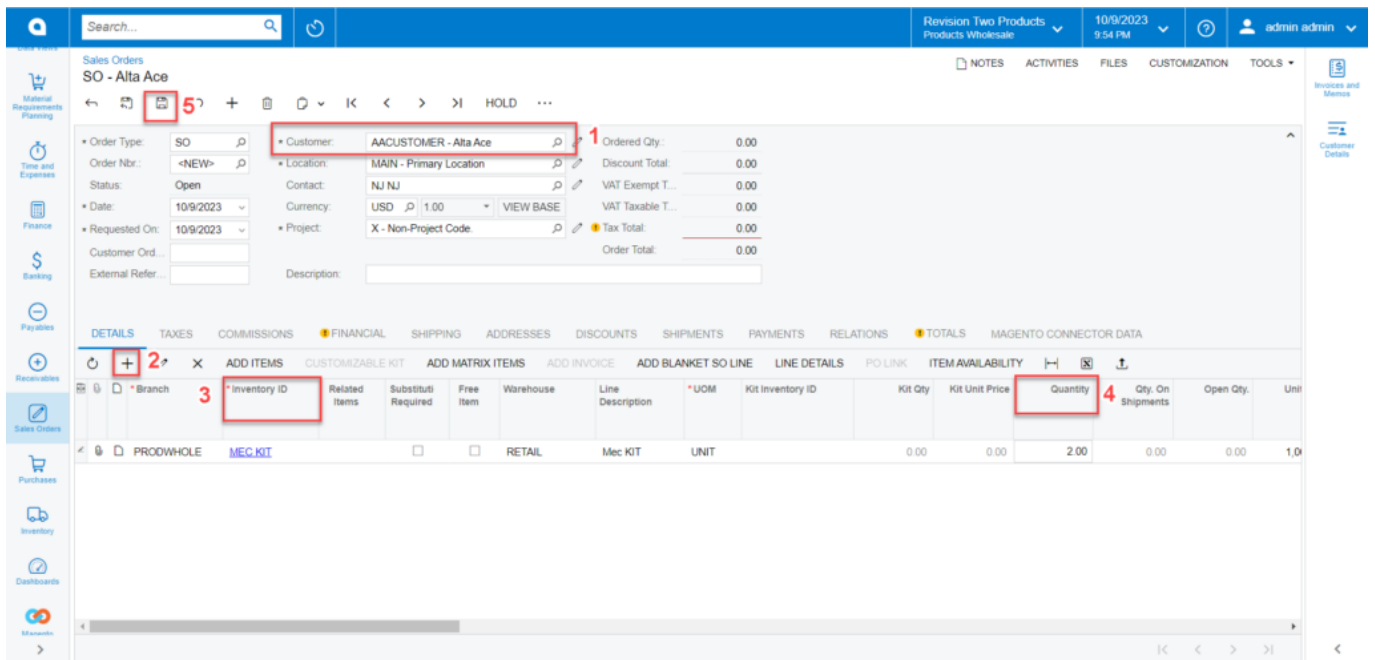 Search...
Revision Two Products
Products Wholesale
10/9/2023
9:54 PM
admin admin
Data Views
Material
Requirements
Planning
Time and
Expenses
Finance
Banking
Payables
Receivables
Sales Orders
Purchases
Inventory
Dashboards
Magento
Sales Orders
SO - Alta Ace
NOTES ACTIVITIES FILES CUSTOMIZATION TOOLS
5 HOLD ...
* Order Type: SO
Order Nbr.: <NEW>
Status: Open
* Date: 10/9/2023
* Requested On: 10/9/2023
Customer Ord...
External Refer...
* Customer: AACUSTOMER - Alta Ace 1
* Location: MAIN - Primary Location
Contact: NJ NJ
Currency: USD 1.00 VIEW BASE
* Project: X - Non-Project Code.
Description:
Ordered Qty.: 0.00
Discount Total: 0.00
VAT Exempt T... 0.00
VAT Taxable T... 0.00
Tax Total: 0.00
Order Total: 0.00
Invoices and
Memos
Customer
Details
DETAILS TAXES COMMISSIONS FINANCIAL SHIPPING ADDRESSES DISCOUNTS SHIPMENTS PAYMENTS RELATIONS TOTALS MAGENTO CONNECTOR DATA
2 ADD ITEMS CUSTOMIZABLE KIT ADD MATRIX ITEMS ADD INVOICE ADD BLANKET SO LINE LINE DETAILS PO LINK ITEM AVAILABILITY
* Branch 3 * Inventory ID Related Items Substituti Required Free Item Warehouse Line Description * UOM Kit Inventory ID Kit Qty Kit Unit Price Quantity 4 Qty. On Shipments Open Qty. Unit
PRODWHOLE MEC KIT RETAIL Mec KIT UNIT 0.00 0.00 2.00 0.00 0.00 1,0